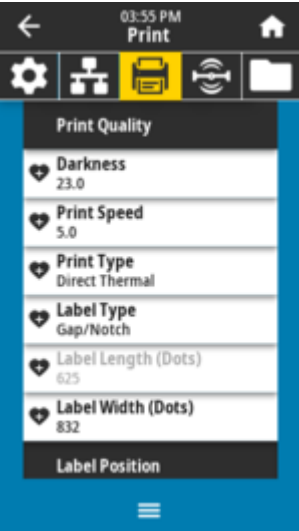 03:55 PM
Print
Print Quality
Darkness
23.0
Print Speed
5.0
Print Type
Direct Thermal
Label Type
Gap/Notch
Label Length (Dots)
625
Label Width (Dots)
832
Label Position